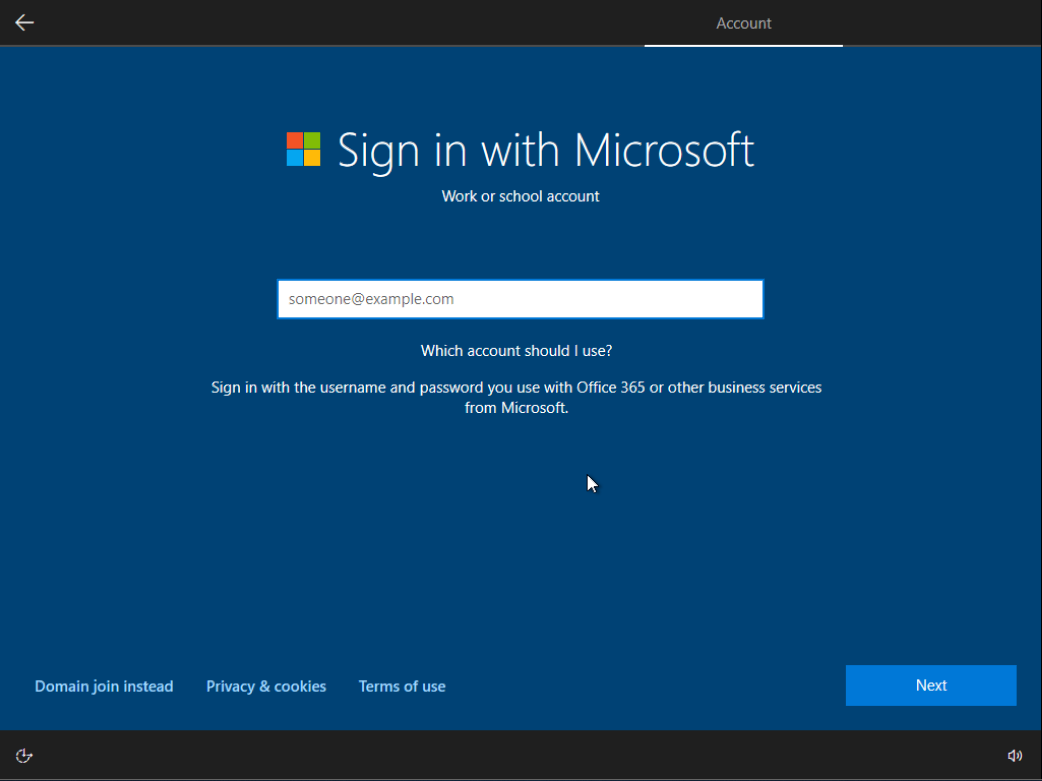 Account
Sign in with Microsoft
Work or school account
someone@example.com
Which account should I use?
Sign in with the username and password you use with Office 365 or other business services
from Microsoft.
Domain join instead
Privacy & cookies
Terms of use
Next